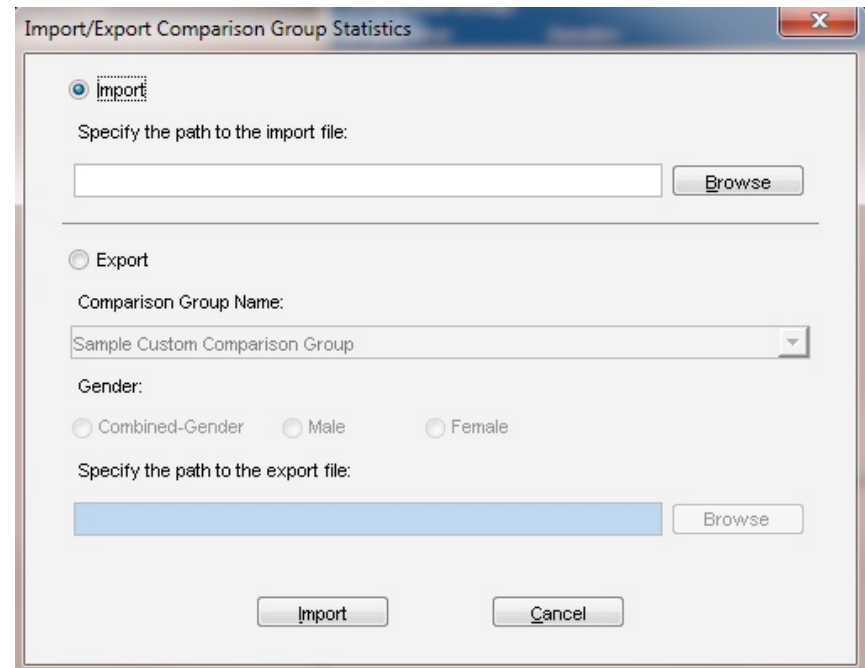 Import/Export Comparison Group Statistics
Import
Specify the path to the import file:
Browse
Export
Comparison Group Name:
Sample Custom Comparison Group
Gender:
Combined-Gender Male Female
Specify the path to the export file:
Browse
Import Cancel